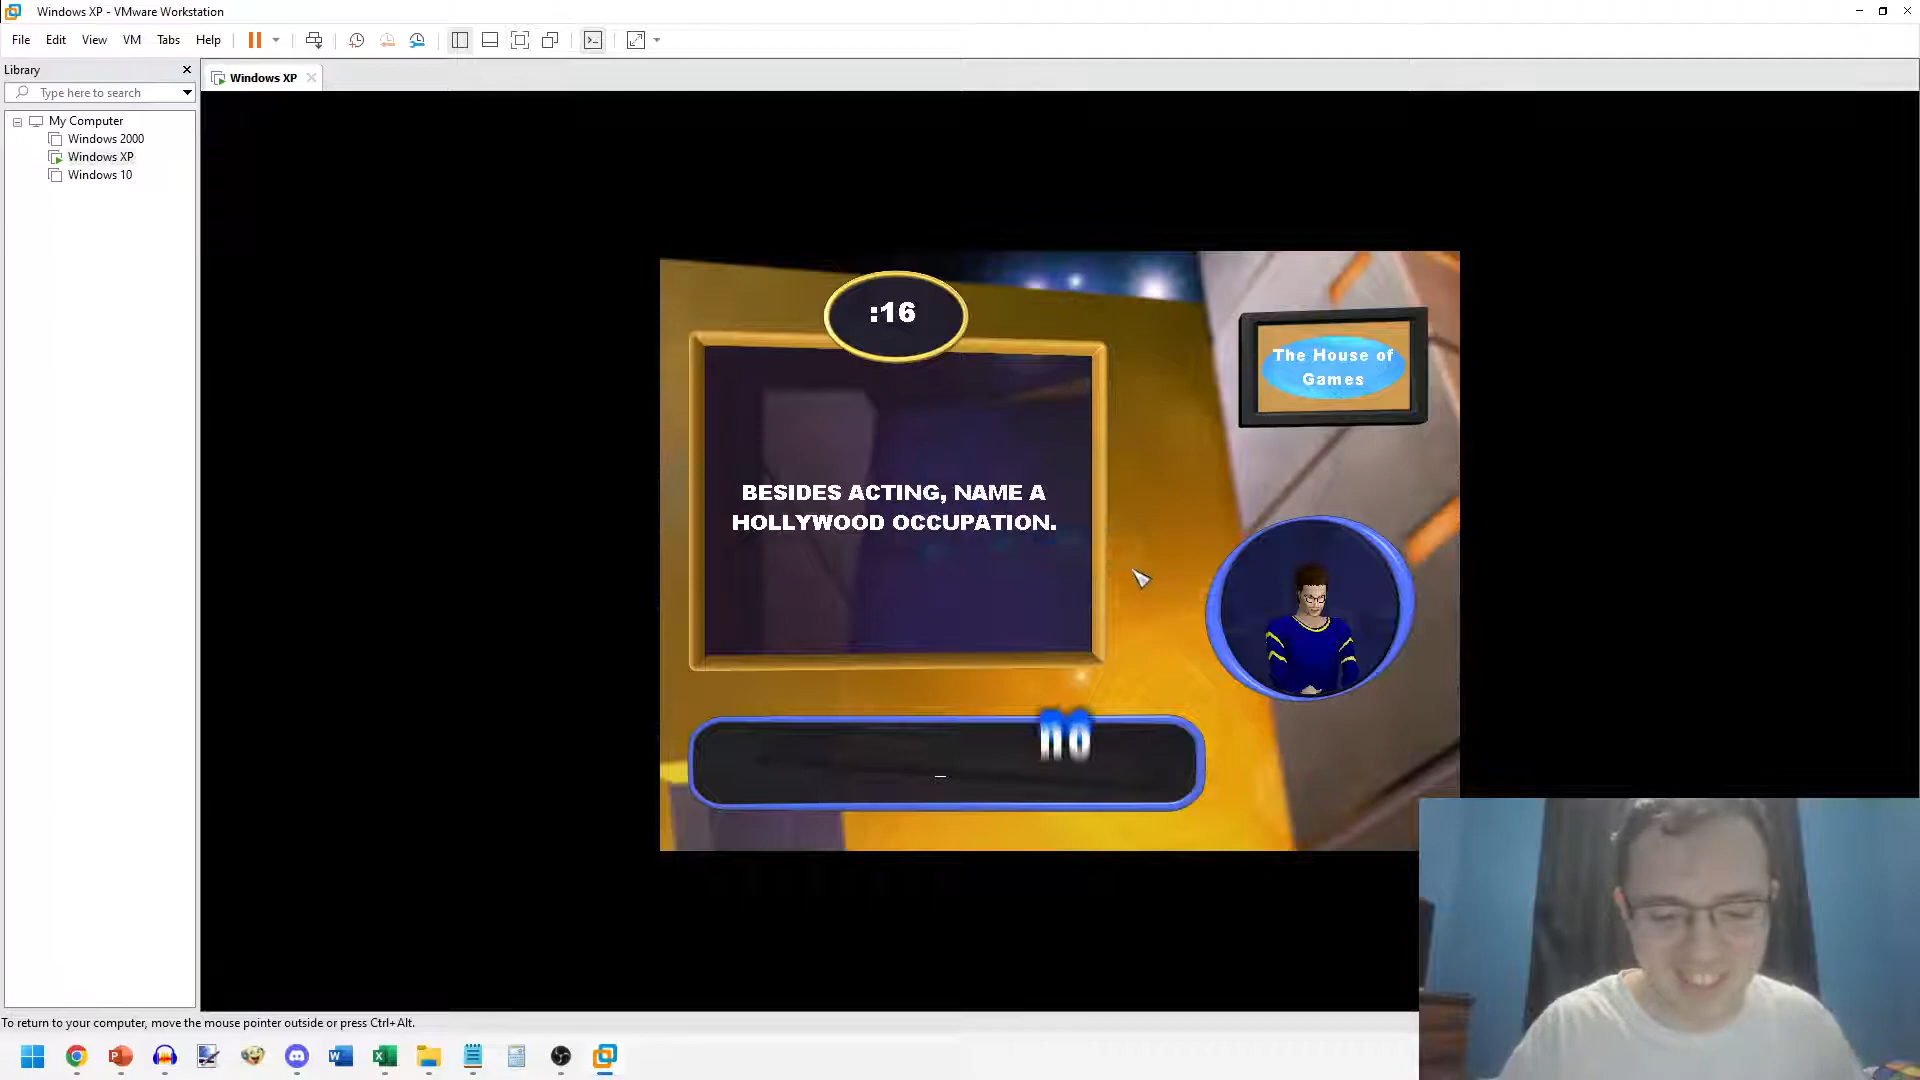 Windows XP - VMware Workstation
File Edit View VM Tabs Help
Library
Windows XP
Type here to search
My Computer
Windows 2000
Windows XP
Windows 10
:16
The House of
Games
BESIDES ACTING, NAME A
HOLLYWOOD OCCUPATION.
To return to your computer, move the mouse pointer outside or press Ctrl+Alt.